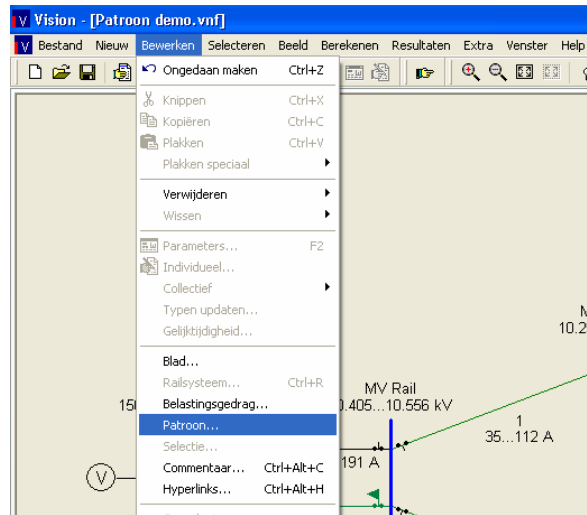 Vision - [Patroon demo.vnf]
Bestand Nieuw Bewerken Selecteren Beeld Berekenen Resultaten Extra Venster Help
Ongedaan maken Ctrl+Z
Knippen Ctrl+X
Kopiëren Ctrl+C
Plakken Ctrl+V
Plakken speciaal
Verwijderen
Wissen
Parameters... F2
Individueel...
Collectief
Typen updaten...
Gelijktijdigheid...
Blad...
Railsysteem... Ctrl+R
Belastingsgedrag...
Patroon...
Selectie...
Commentaar... Ctrl+Alt+C
Hyperlinks... Ctrl+Alt+H
MV Rail
.405...10.556 kV
1
35...112 A
191 A
V
M
10.2
150